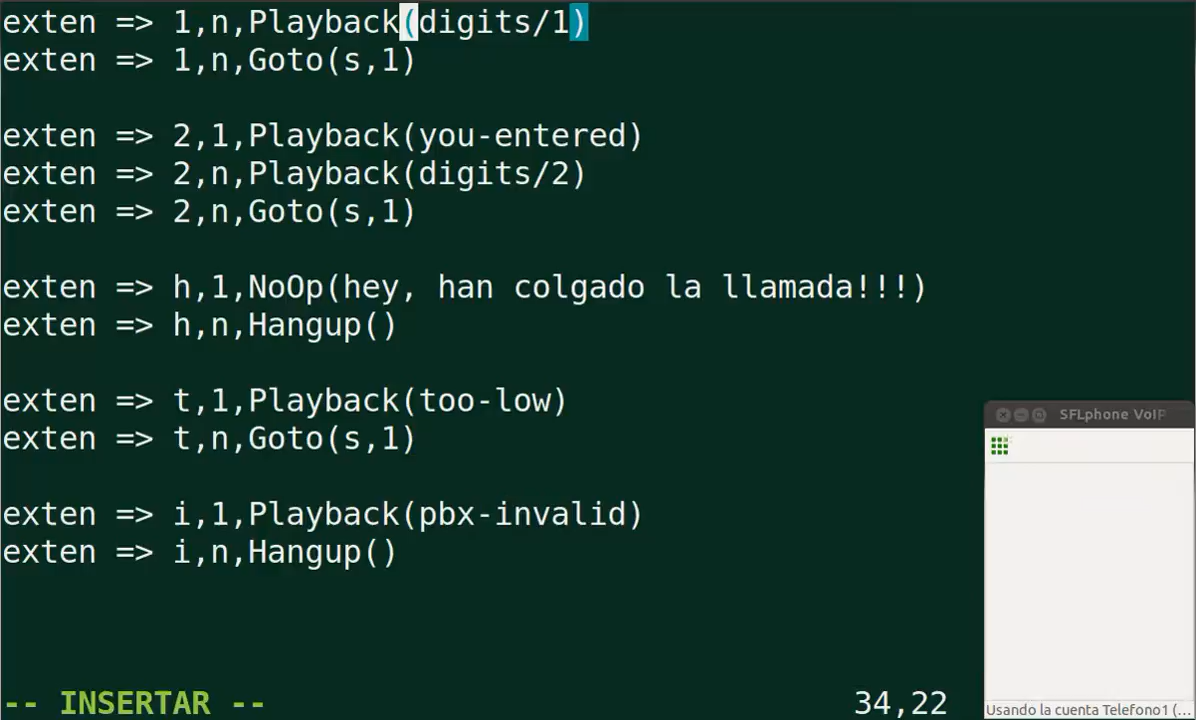 exten => 1,n,Playback(digits/1)
exten => 1,n,Goto(s,1)
exten => 2,1,Playback(you-entered)
exten => 2,n,Playback(digits/2)
exten => 2,n,Goto(s,1)
exten => h,1,NoOp(hey, han colgado la llamada!!!)
exten => h,n,Hangup()
exten => t,1,Playback(too-low)
exten => t,n,Goto(s,1)
SFLphone VoIP
exten => i,1,Playback(pbx-invalid)
exten => i,n,Hangup()
-- INSERTAR --
34,22
Usando la cuenta Telefono1 (...